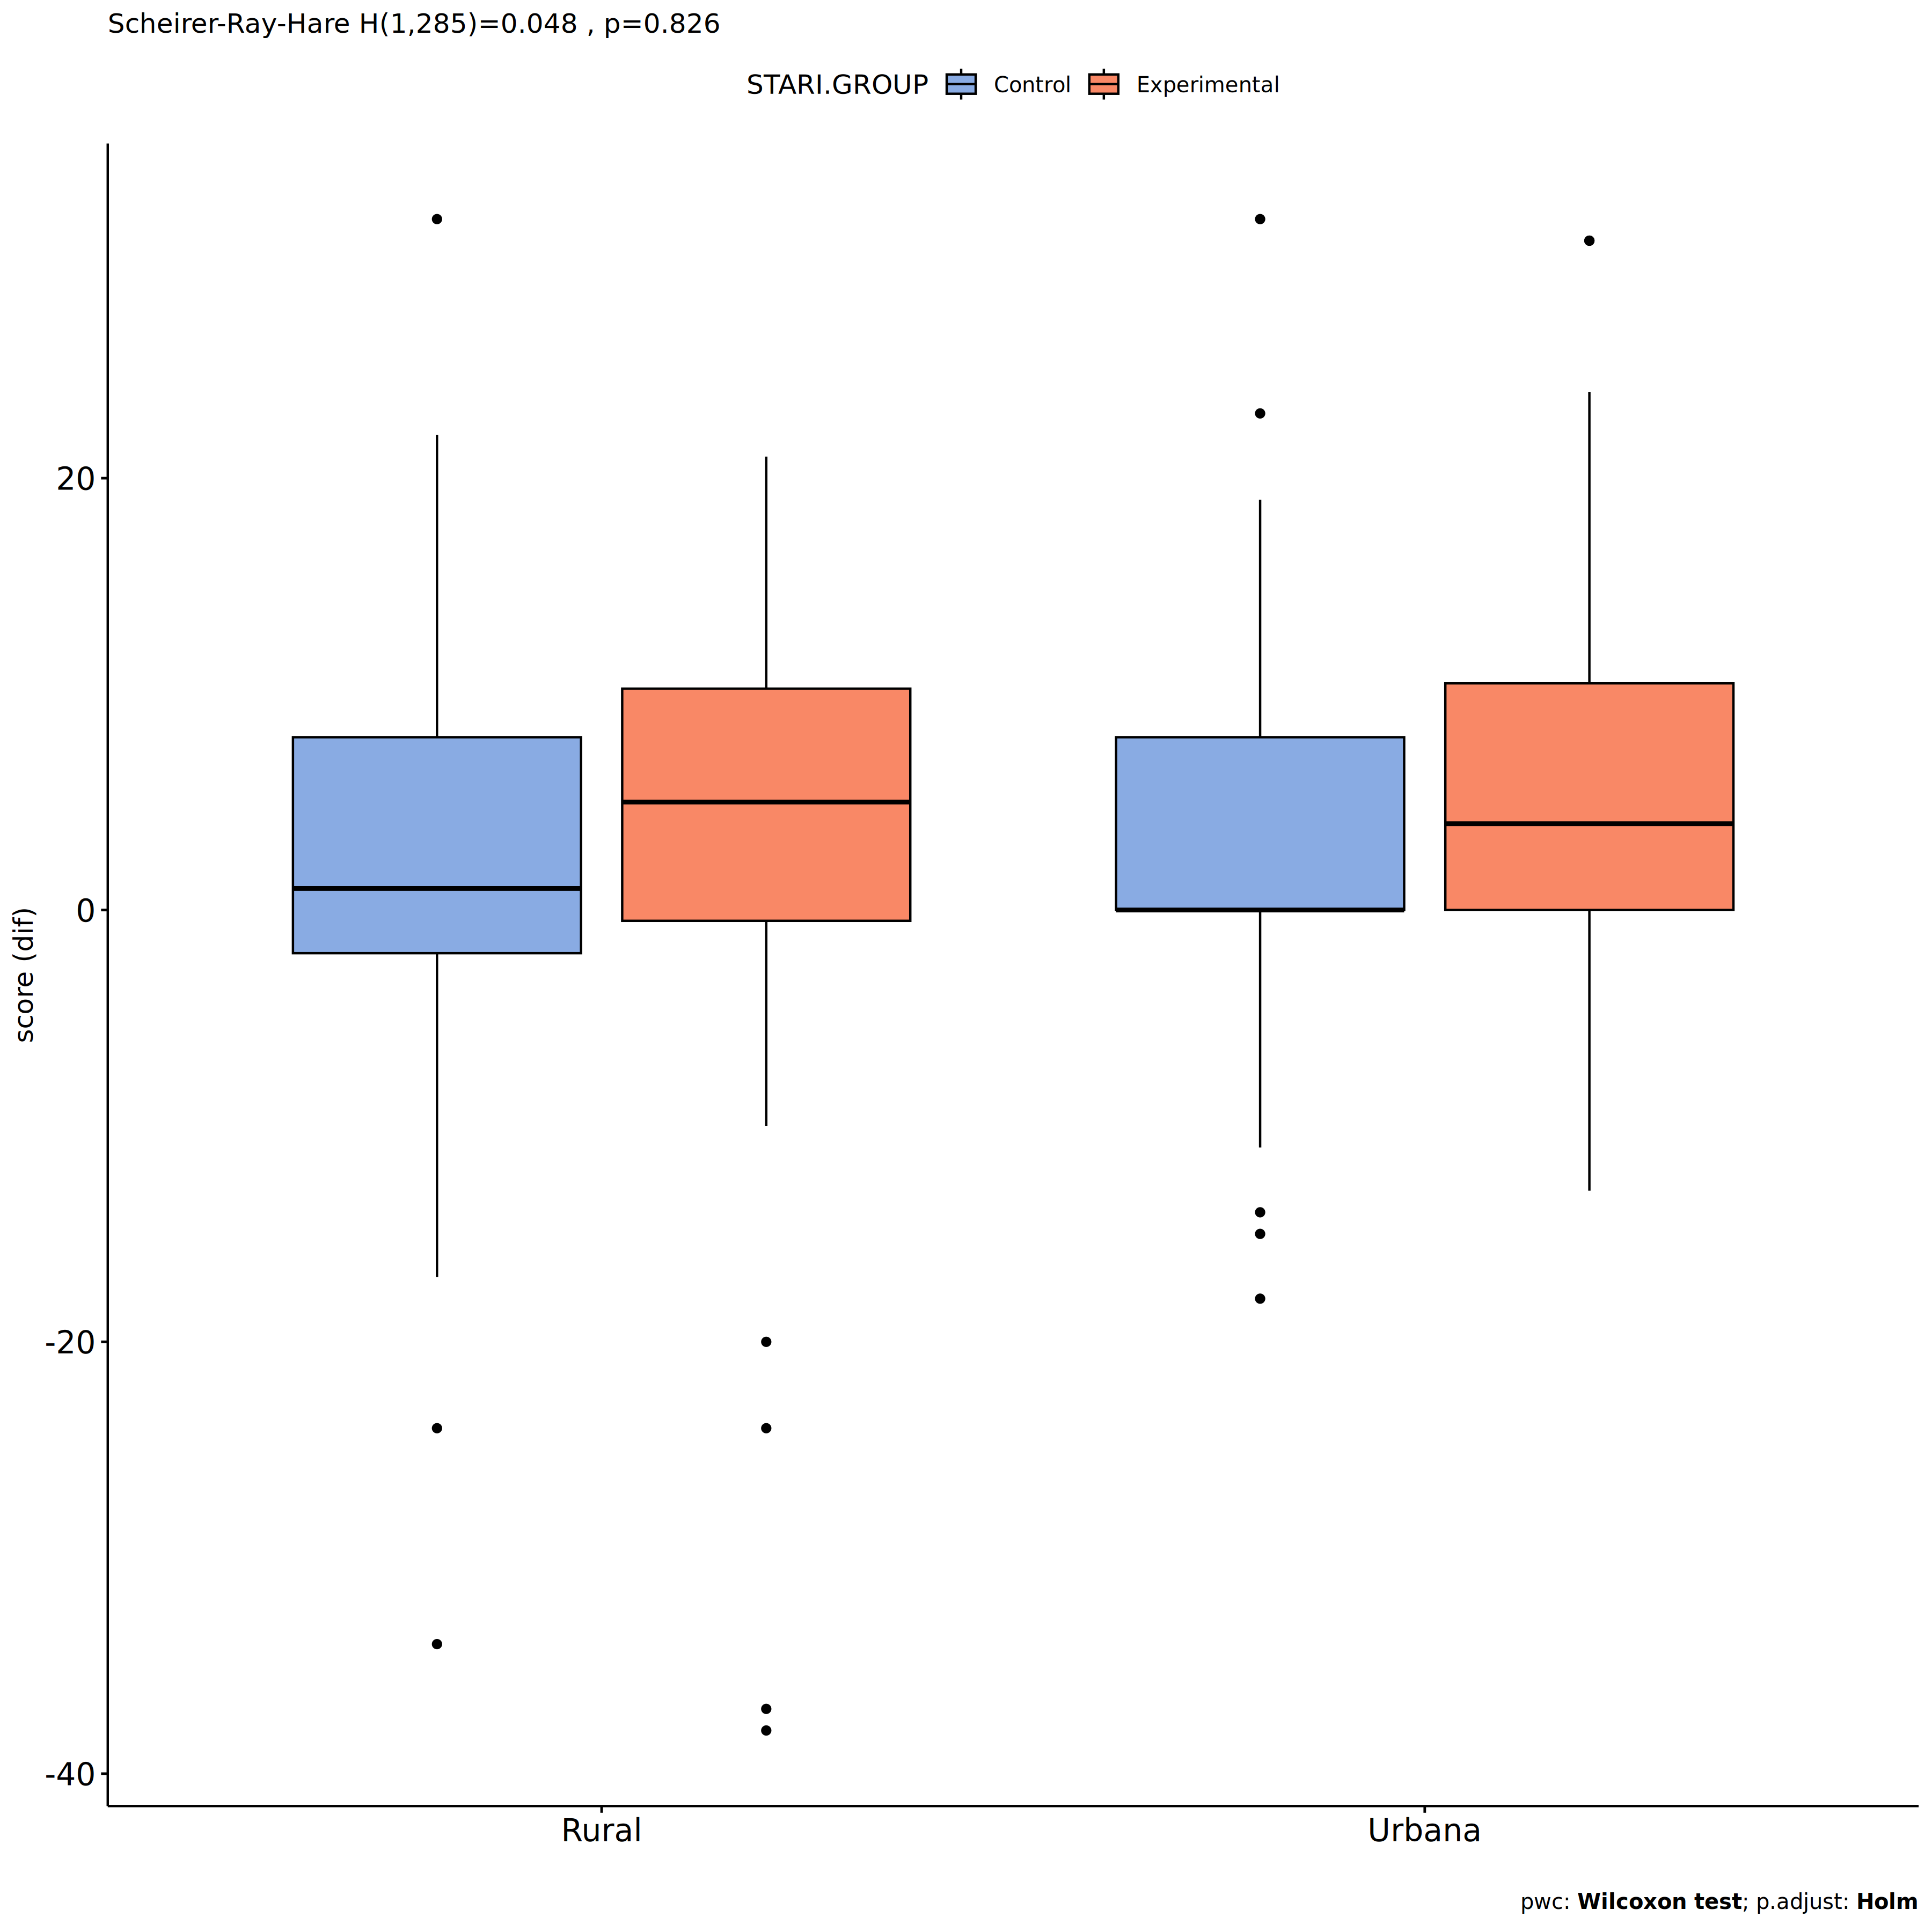 Scheirer-Ray-Hare H(1,285)=0.048 , p=0.826
STARI.GROUP Control Experimental
20
0
-20
-40
score (dif)
Rural Urbana
pwc: Wilcoxon test; p.adjust: Holm